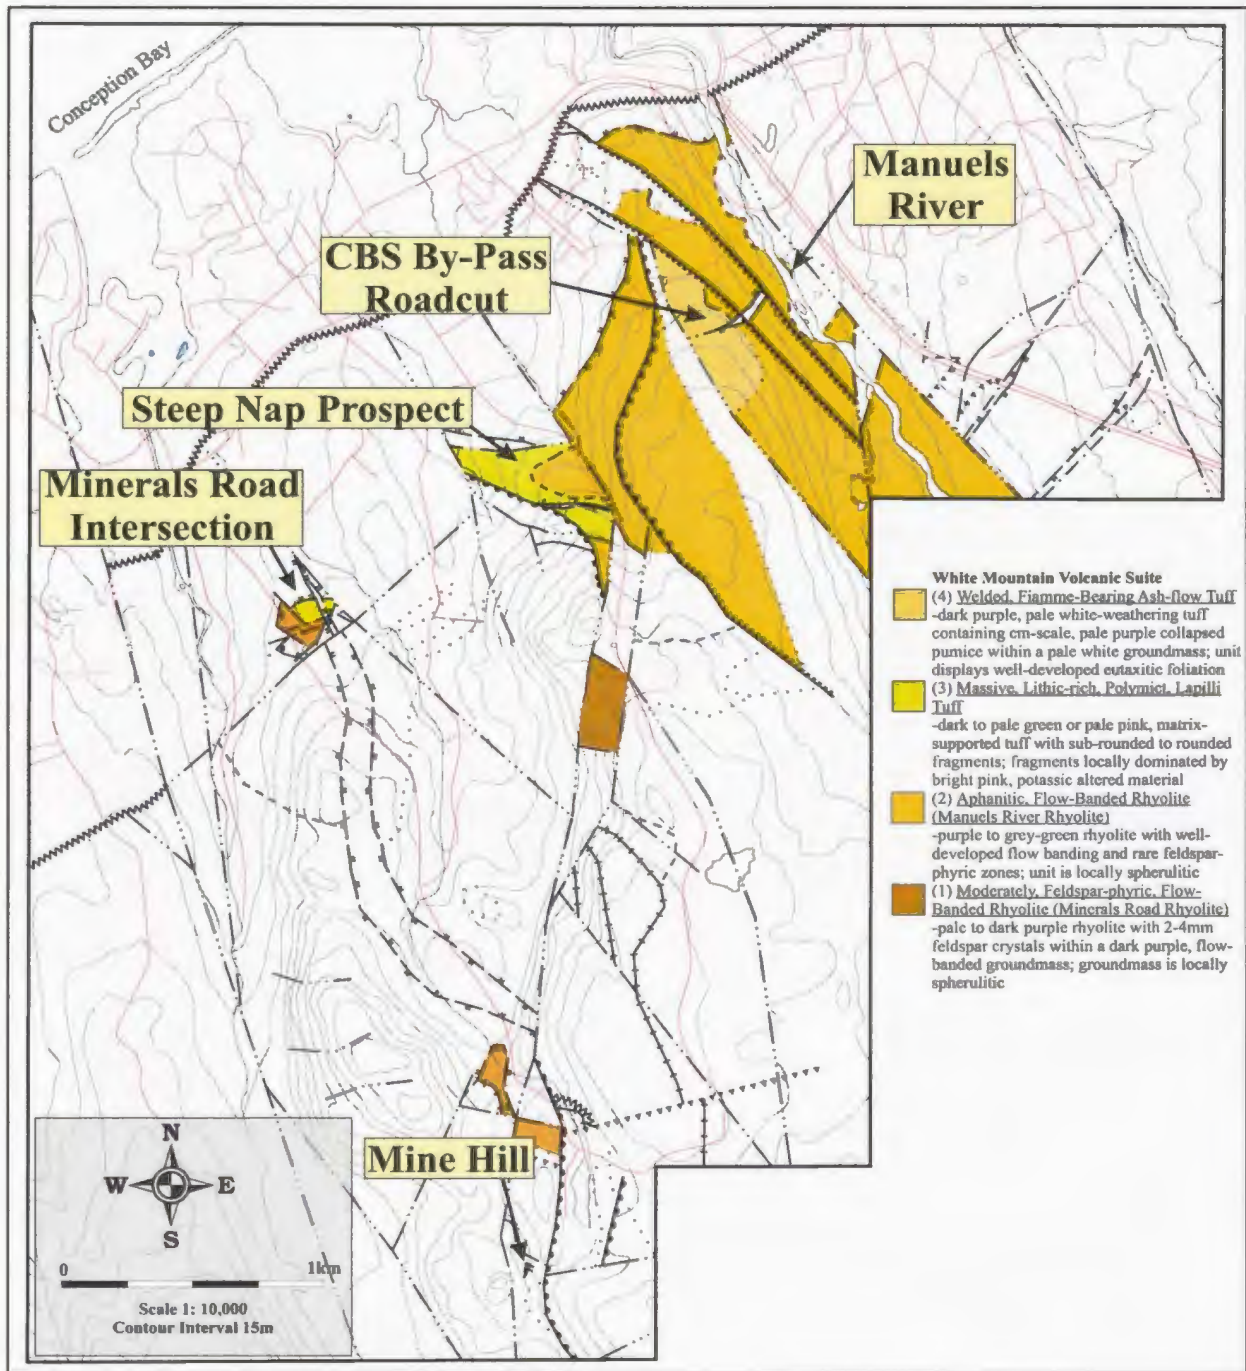 Conception Bay
Manuels
River
CBS By-Pass
Roadcut
Steep Nap Prospect
Minerals Road
Intersection
White Mountain Volcanic Suite
(4) Welded, Fiamme-Bearing Ash-flow Tuff
-dark purple, pale white-weathering tuff
containing cm-scale, pale purple collapsed
pumice within a pale white groundmass; unit
displays well-developed eutaxitic foliation
(3) Massive, Lithic-rich, Polymict, Lapilli
Tuff
-dark to pale green or pale pink, matrix-
supported tuff with sub-rounded to rounded
fragments; fragments locally dominated by
bright pink, potassic altered material
(2) Aphanitic, Flow-Banded Rhyolite
(Manuels River Rhyolite)
-purple to grey-green rhyolite with well-
developed flow banding and rare feldspar-
phyric zones; unit is locally spherulitic
(1) Moderately, Feldspar-phyric, Flow-
Banded Rhyolite (Minerals Road Rhyolite)
-pale to dark purple rhyolite with 2-4mm
feldspar crystals within a dark purple, flow-
banded groundmass; groundmass is locally
spherulitic
Mine Hill
N
W E
S
0 1km
Scale 1: 10,000
Contour Interval 15m